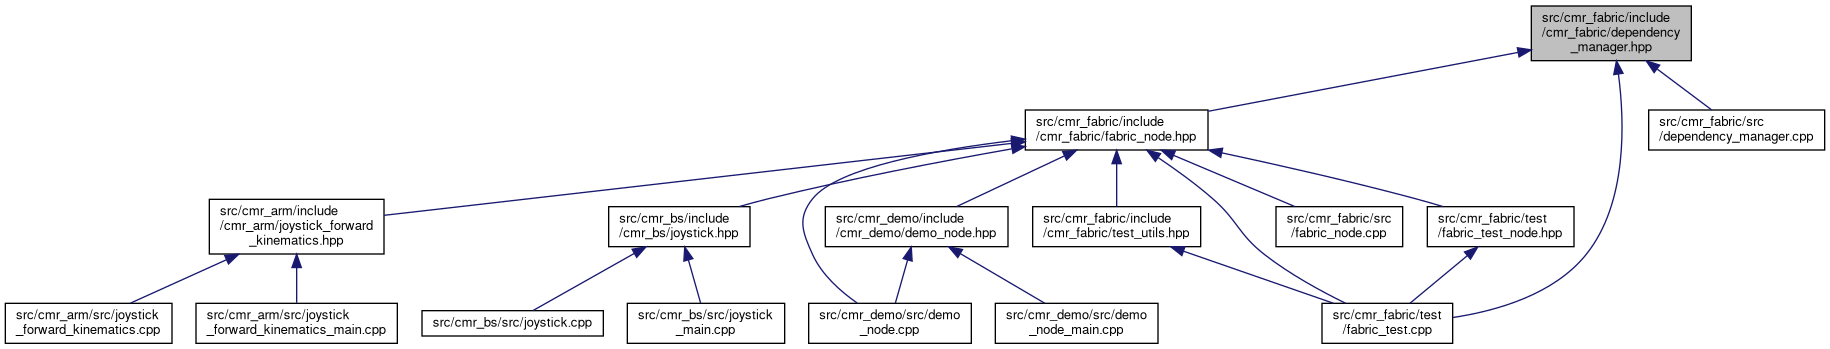 src/cmr_fabric/include
/cmr_fabric/dependency
_manager.hpp
src/cmr_fabric/include
/cmr_fabric/fabric_node.hpp
src/cmr_fabric/src
/dependency_manager.cpp
src/cmr_arm/include
/cmr_arm/joystick_forward
_kinematics.hpp
src/cmr_bs/include
/cmr_bs/joystick.hpp
src/cmr_demo/include
/cmr_demo/demo_node.hpp
src/cmr_fabric/include
/cmr_fabric/test_utils.hpp
src/cmr_fabric/src
/fabric_node.cpp
src/cmr_fabric/test
/fabric_test_node.hpp
src/cmr_arm/src/joystick
_forward_kinematics.cpp
src/cmr_arm/src/joystick
_forward_kinematics_main.cpp
src/cmr_bs/src/joystick.cpp
src/cmr_bs/src/joystick
_main.cpp
src/cmr_demo/src/demo
_node.cpp
src/cmr_demo/src/demo
_node_main.cpp
src/cmr_fabric/test
/fabric_test.cpp